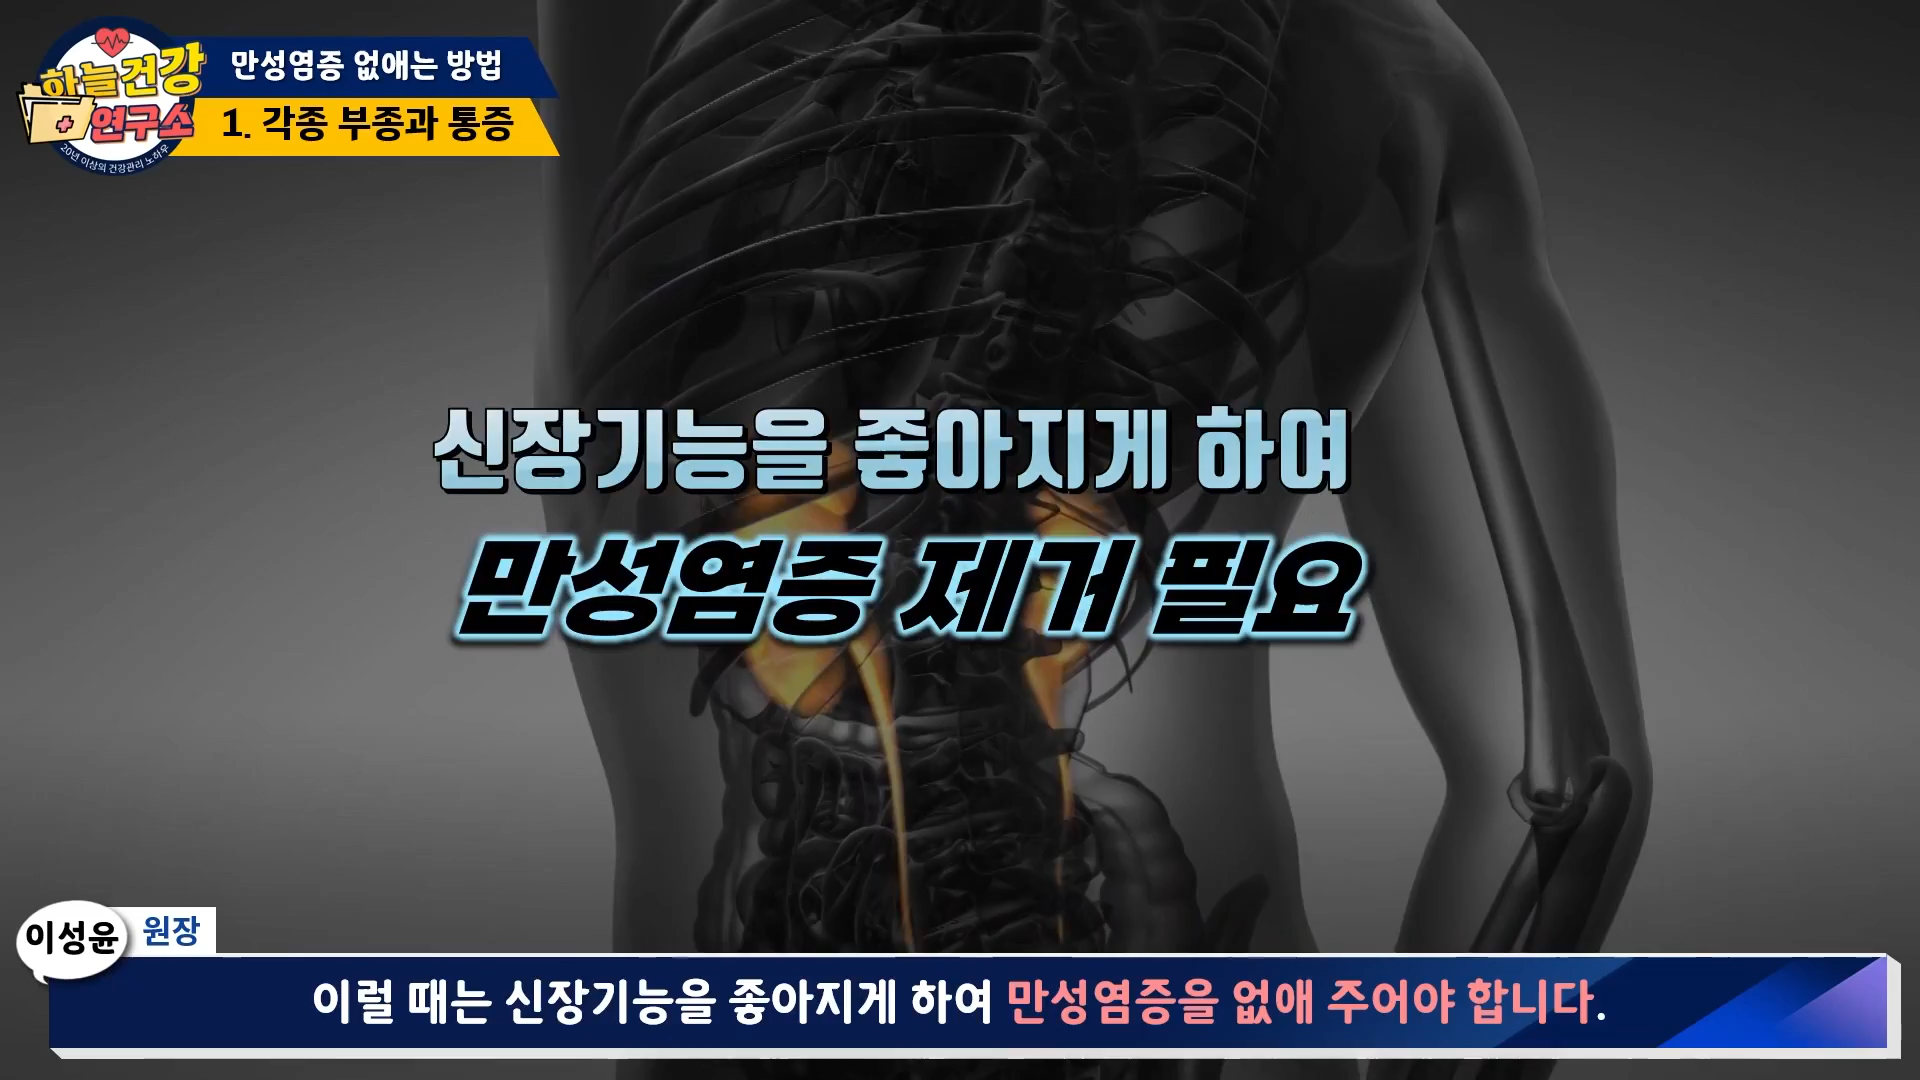 하늘건강
연구소
20년 이상의 건강관리 노하우
만성염증 없애는 방법
1. 각종 부종과 통증
신장기능을 좋아지게 하여
만성염증 제거 필요
이성윤 원장
이럴 때는 신장기능을 좋아지게 하여 만성염증을 없애 주어야 합니다.